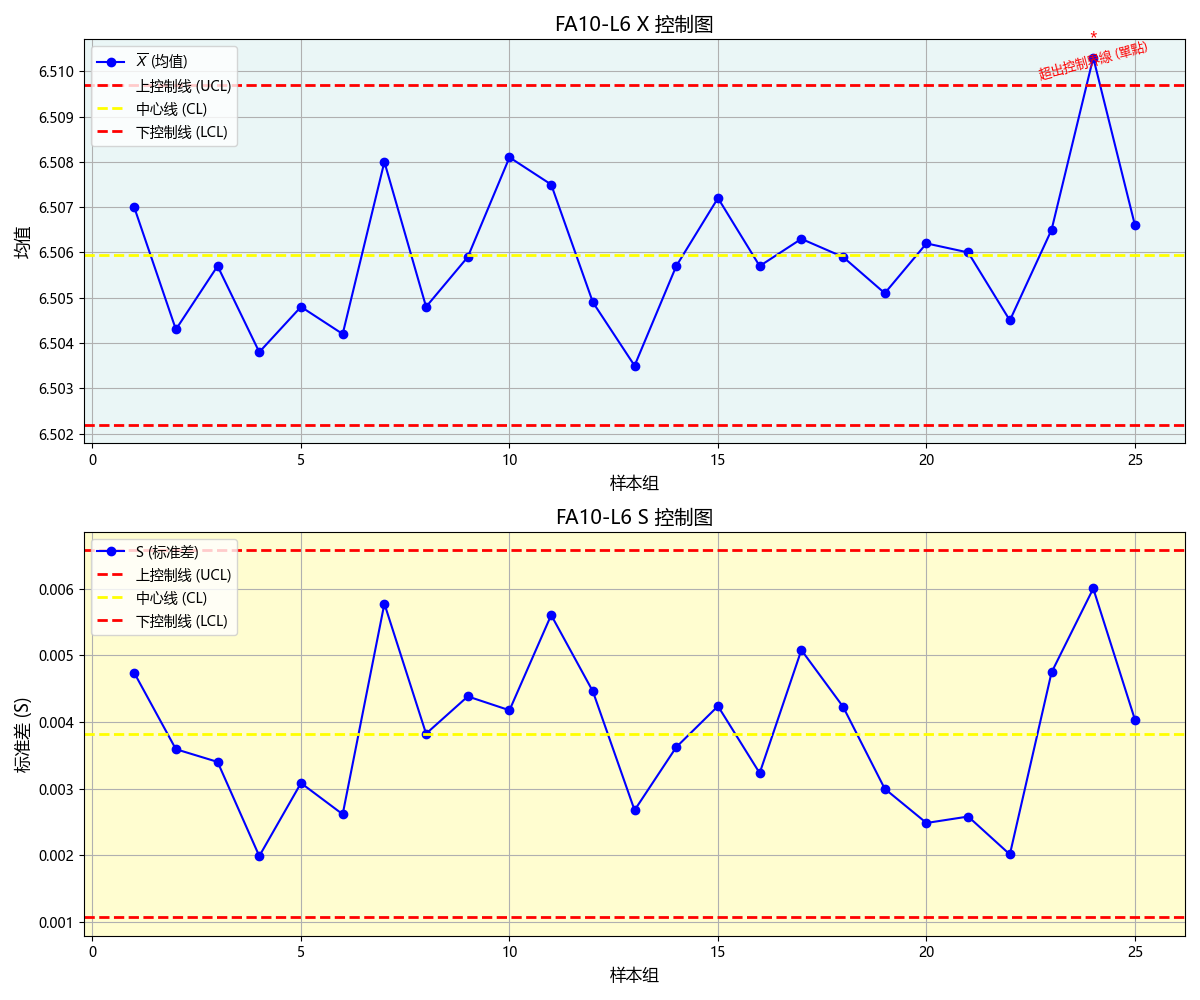 FA10-L6 X 控制图
*
超出控制界線 (單點)
X̅ (均值)
上控制线 (UCL)
中心线 (CL)
下控制线 (LCL)
均值
6.510
6.509
6.508
6.507
6.506
6.505
6.504
6.503
6.502
0 5 10 15 20 25
样本组
FA10-L6 S 控制图
S (标准差)
上控制线 (UCL)
中心线 (CL)
下控制线 (LCL)
标准差 (S)
0.006
0.005
0.004
0.003
0.002
0.001
0 5 10 15 20 25
样本组